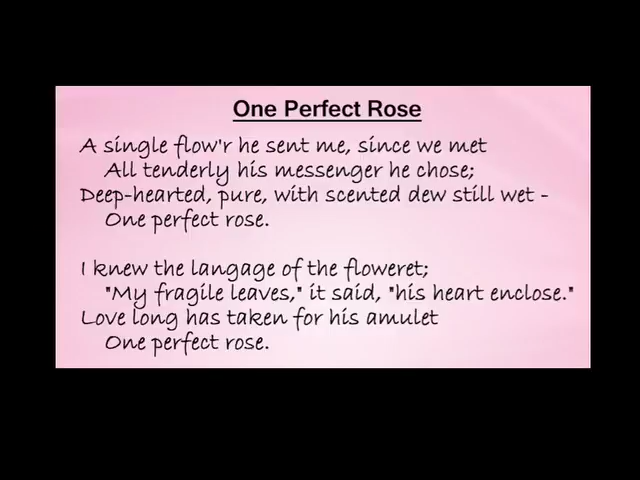 One Perfect Rose
A single flow'r he sent me, since we met
All tenderly his messenger he chose;
Deep-hearted, pure, with scented dew still wet -
One perfect rose.
I knew the langage of the floweret;
"My fragile leaves," it said, "his heart enclose."
Love long has taken for his amulet
One perfect rose.